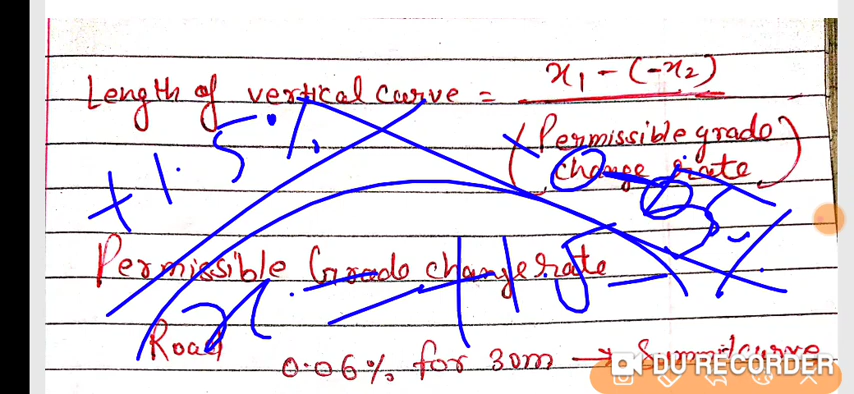 Length of vertical curve = x₁ - (-x₂)
(Permissible grade change rate)
+1.5%
Permissible Grade change rate
Road 0.06% for 30m → Summit curve
DU RECORDER